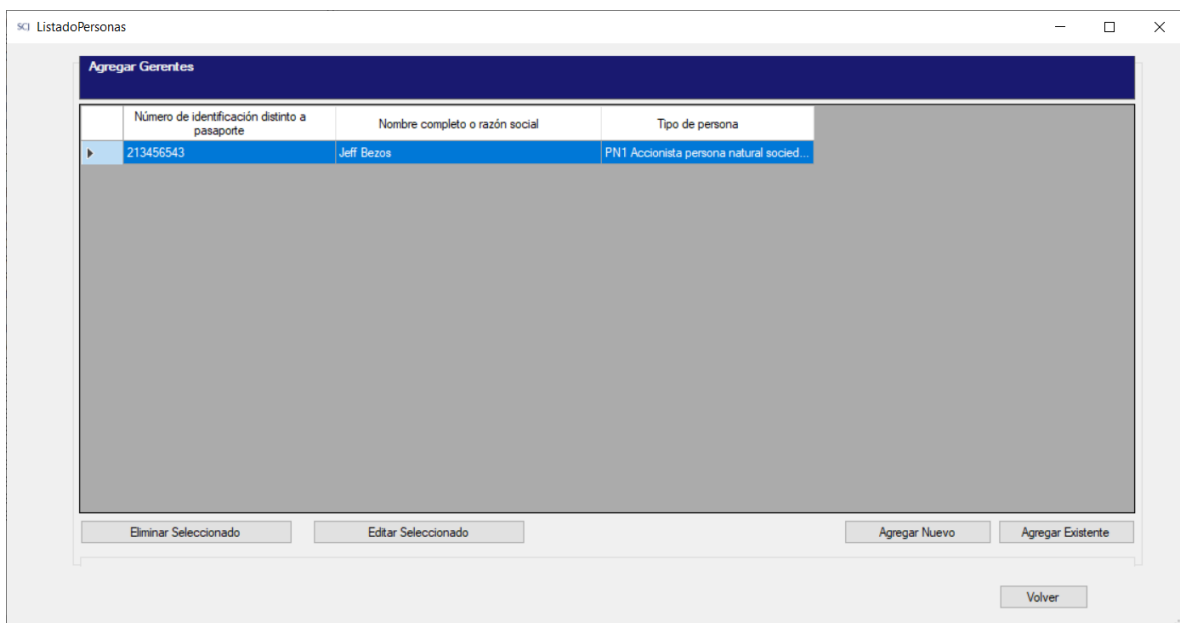 SCI ListadoPersonas
Agregar Gerentes
Número de identificación distinto a
pasaporte
Nombre completo o razón social
Tipo de persona
213456543
Jeff Bezos
PN1 Accionista persona natural socied...
Eliminar Seleccionado
Editar Seleccionado
Agregar Nuevo
Agregar Existente
Volver